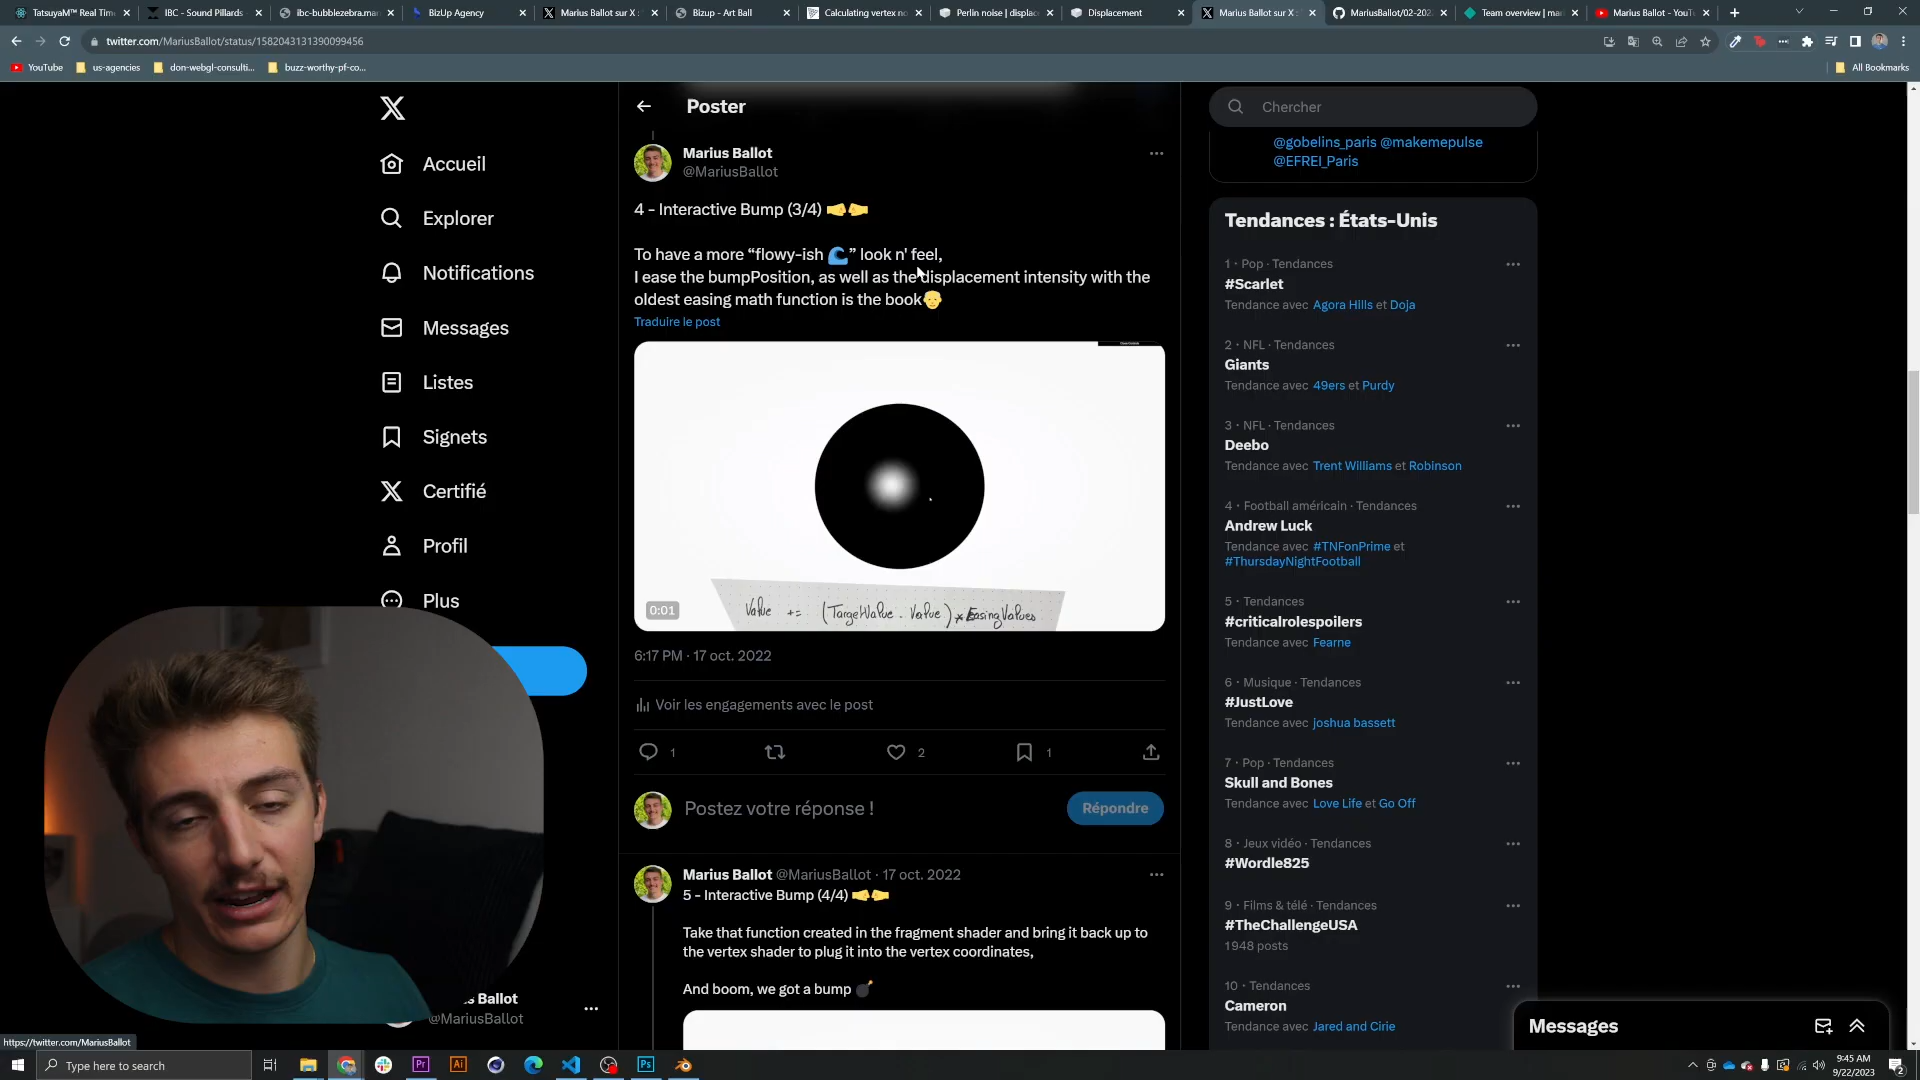 TatsuyaM™ Real Time
IBC - Sound Pillards
ibc-bubblezebra.mar
BizUp Agency
Marius Ballot sur X :
Bizup - Art Ball
Calculating vertex no
Perlin noise | displac
Displacement
Marius Ballot sur X :
MariusBallot/02-202
Team overview | mar
Marius Ballot - YouT
twitter.com/MariusBallot/status/1582043131390099456
YouTube
us-agencies
don-webgl-consulti...
buzz-worthy-pf-co...
All Bookmarks
Accueil
Explorer
Notifications
Messages
Listes
Signets
Certifié
Profil
Plus
s Ballot
@MariusBallot
Poster
Marius Ballot
@MariusBallot
4 - Interactive Bump (3/4) 🤜🤛
To have a more “flowy-ish 🌊” look n' feel,
I ease the bumpPosition, as well as the displacement intensity with the
oldest easing math function is the book👴
Traduire le post
Value += (TargetValue - Value) * EasingValues
0:01
6:17 PM · 17 oct. 2022
Voir les engagements avec le post
1
2
1
Postez votre réponse !
Répondre
Marius Ballot @MariusBallot · 17 oct. 2022
5 - Interactive Bump (4/4) 🤜🤛
Take that function created in the fragment shader and bring it back up to
the vertex shader to plug it into the vertex coordinates,
And boom, we got a bump 💣
Chercher
@gobelins_paris @makemepulse
@EFREI_Paris
Tendances : États-Unis
1 · Pop · Tendances
#Scarlet
Tendance avec Agora Hills et Doja
2 · NFL · Tendances
Giants
Tendance avec 49ers et Purdy
3 · NFL · Tendances
Deebo
Tendance avec Trent Williams et Robinson
4 · Football américain · Tendances
Andrew Luck
Tendance avec #TNFonPrime et
#ThursdayNightFootball
5 · Tendances
#criticalrolespoilers
Tendance avec Fearne
6 · Musique · Tendances
#JustLove
Tendance avec joshua bassett
7 · Pop · Tendances
Skull and Bones
Tendance avec Love Life et Go Off
8 · Jeux vidéo · Tendances
#Wordle825
9 · Films & télé · Tendances
#TheChallengeUSA
1 948 posts
10 · Tendances
Cameron
Tendance avec Jared and Cirie
Messages
https://twitter.com/MariusBallot
Type here to search
Pr
Ai
Ps
9:45 AM
9/22/2023
2